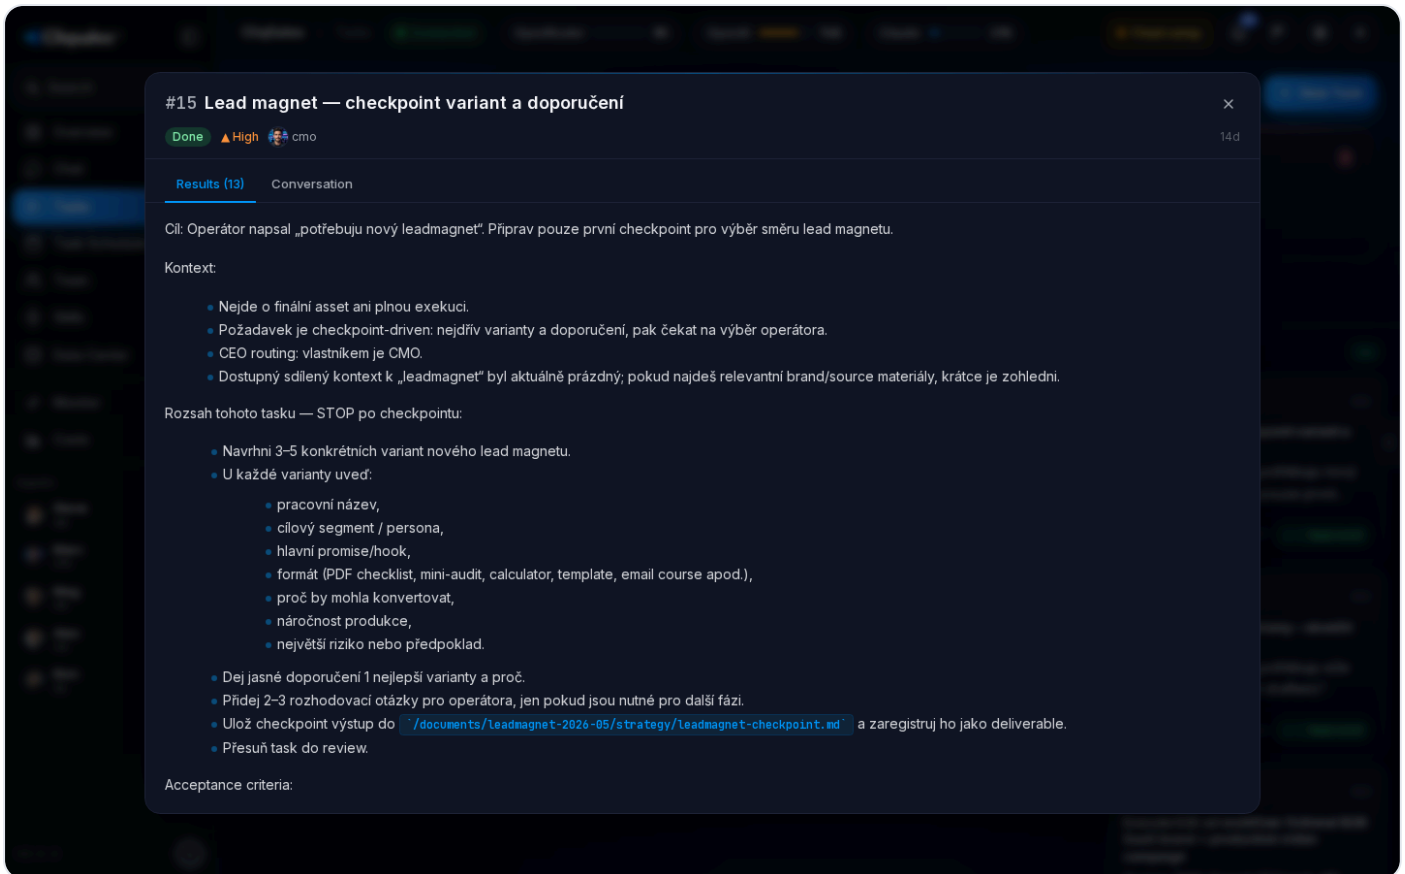 #15 Lead magnet — checkpoint variant a doporučení
Done
High
cmo
14d
Results (13)
Conversation
Cíl: Operátor napsal „potřebuju nový leadmagnet“. Připrav pouze první checkpoint pro výběr směru lead magnetu.
Kontext:
Nejde o finální asset ani plnou exekuci.
Požadavek je checkpoint-driven: nejdřív varianty a doporučení, pak čekat na výběr operátora.
CEO routing: vlastníkem je CMO.
Dostupný sdílený kontext k „leadmagnet“ byl aktuálně prázdný; pokud najdeš relevantní brand/source materiály, krátce je zohledni.
Rozsah tohoto tasku — STOP po checkpointu:
Navrhni 3–5 konkrétních variant nového lead magnetu.
U každé varianty uveď:
pracovní název,
cílový segment / persona,
hlavní promise/hook,
formát (PDF checklist, mini-audit, calculator, template, email course apod.),
proč by mohla konvertovat,
náročnost produkce,
největší riziko nebo předpoklad.
Dej jasné doporučení 1 nejlepší varianty a proč.
Přidej 2–3 rozhodovací otázky pro operátora, jen pokud jsou nutné pro další fázi.
Ulož checkpoint výstup do `/documents/leadmagnet-2026-05/strategy/leadmagnet-checkpoint.md` a zaregistruj ho jako deliverable.
Přesuň task do review.
Acceptance criteria: